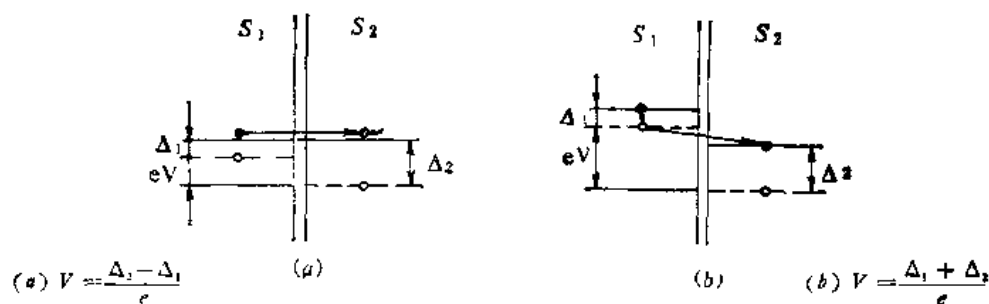 S₁ S₂
Δ₁
eV
Δ₂
(a)
(a) V = (Δ₂ − Δ₁)/e
S₁ S₂
Δ
eV
Δ₂
(b)
(b) V = (Δ₁ + Δ₂)/e